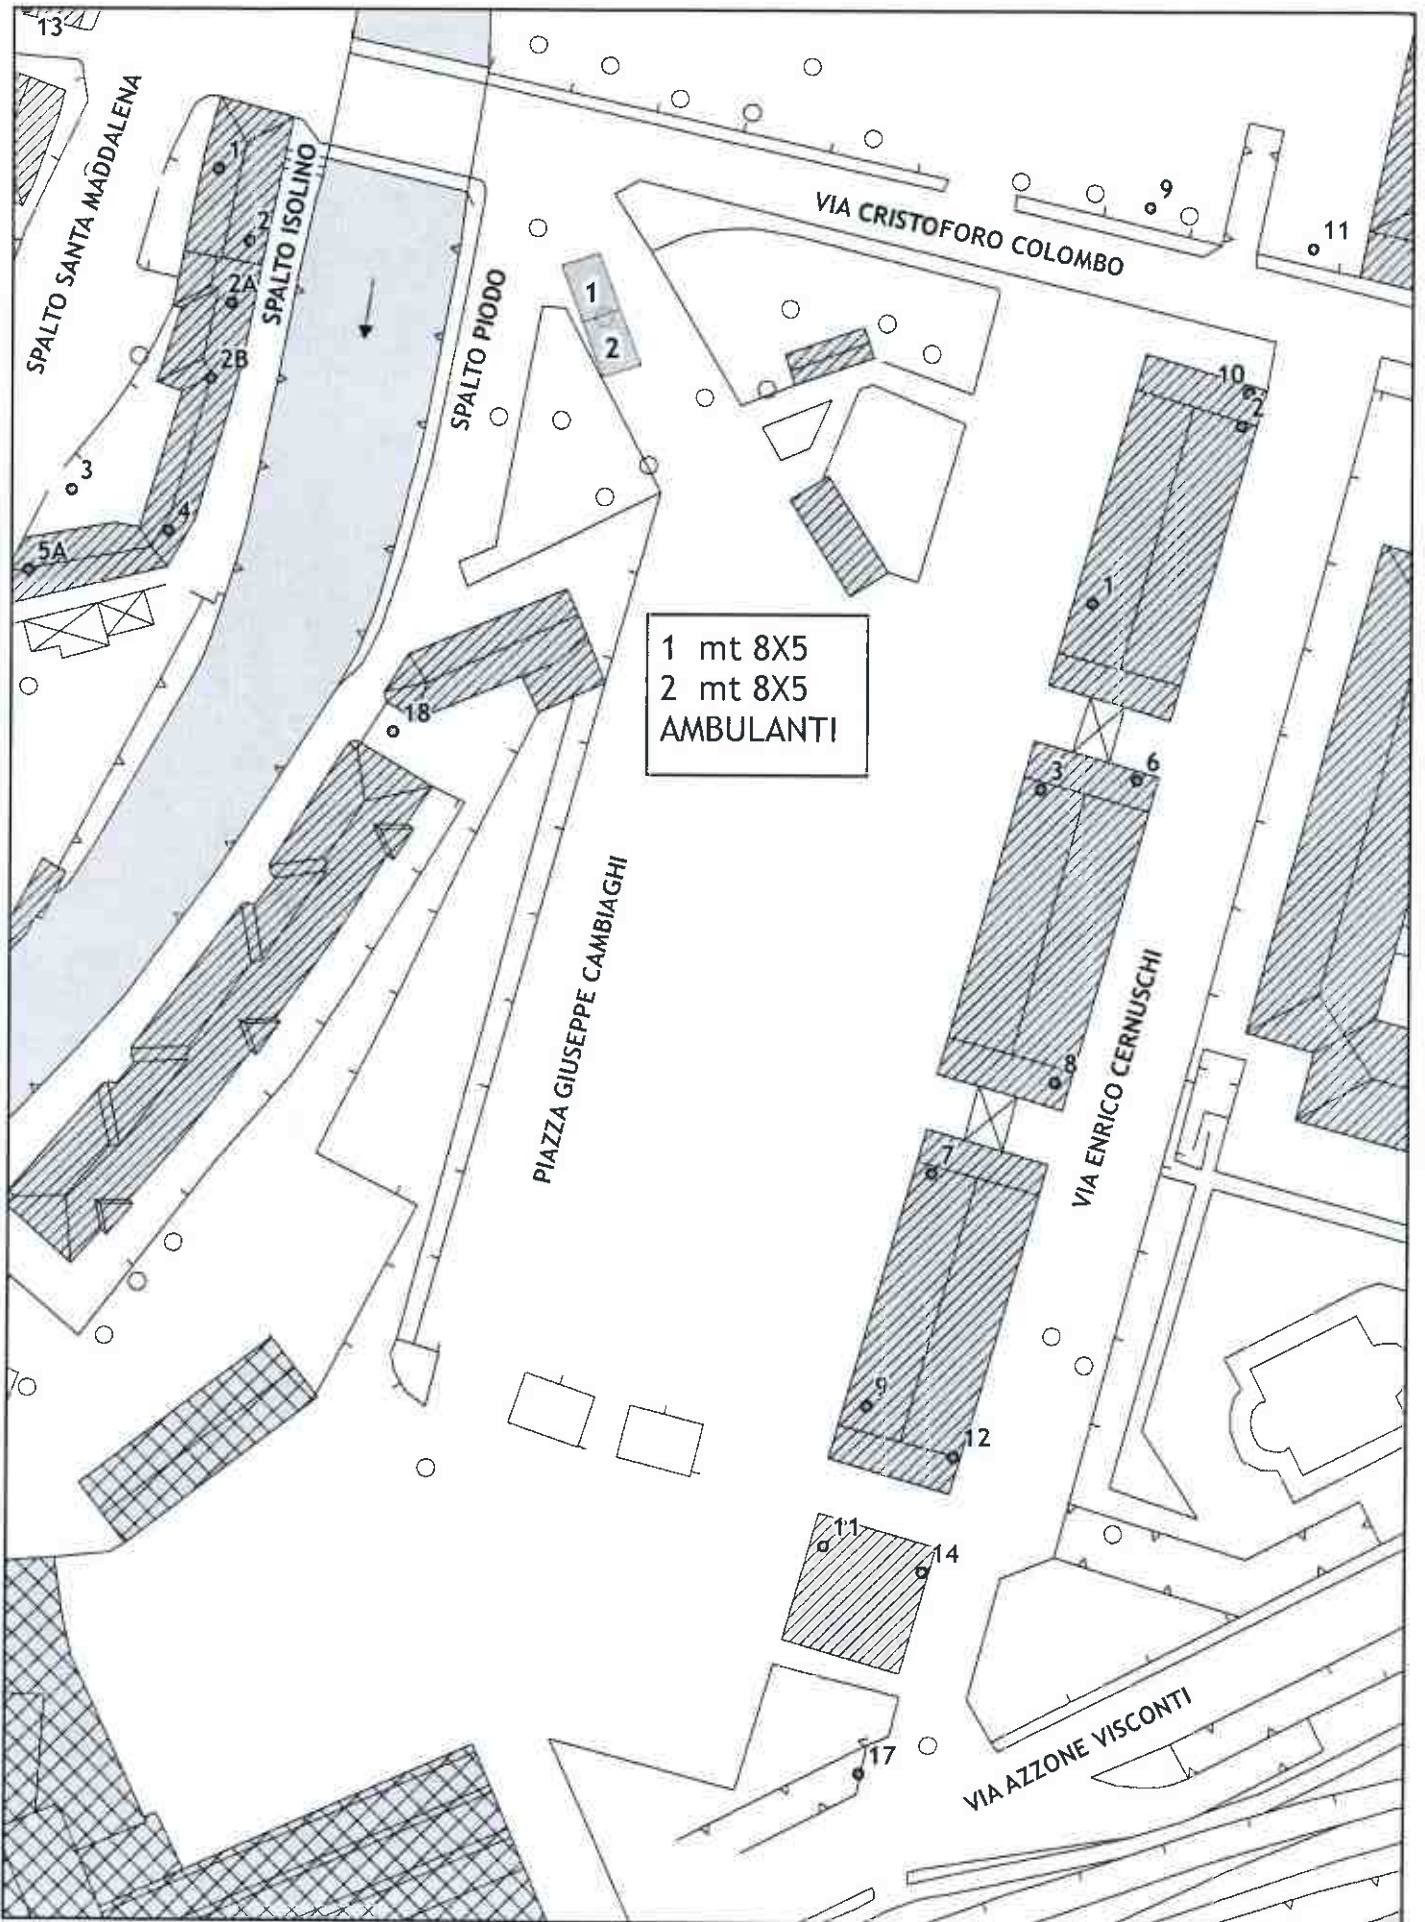 13
SPALTO SANTA MADDALENA
1
2
2A
2B
SPALTO ISOLINO
3
4
5A
SPALTO PIODO
1
2
VIA CRISTOFORO COLOMBO
9
11
10
2
1
1 mt 8X5
2 mt 8X5
AMBULANTI
18
3
6
PIAZZA GIUSEPPE CAMBIAGHI
VIA ENRICO CERNUSCHI
8
7
9
12
11
14
17
VIA AZZONE VISCONTI